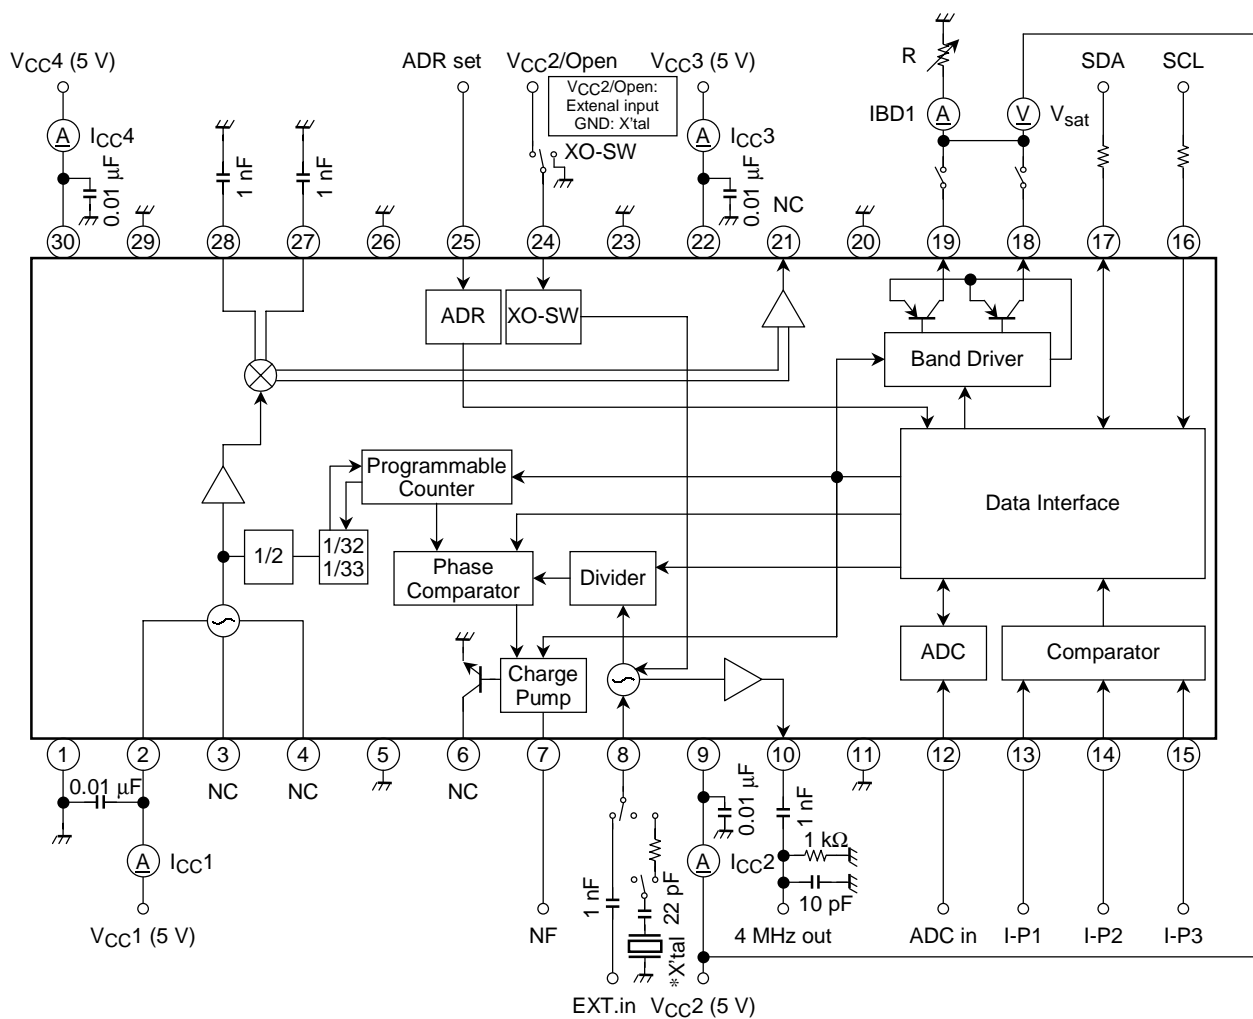 VCC4 (5 V)
ADR set
VCC2/Open
VCC3 (5 V)
R
SDA
SCL
VCC2/Open:
Extenal input
GND: X'tal
A
ICC4
A
ICC3
IBD1
A
V
Vsat
XO-SW
0.01 µF
1 nF
1 nF
0.01 µF
NC
30
29
28
27
26
25
24
23
22
21
20
19
18
17
16
ADR
XO-SW
Band Driver
Programmable
Counter
Data Interface
1/2
1/32
1/33
Phase
Comparator
Divider
ADC
Comparator
Charge
Pump
1
2
3
4
5
6
7
8
9
10
11
12
13
14
15
0.01 µF
NC
NC
NC
0.01 µF
1 nF
1 kΩ
A
ICC1
A
ICC2
1 nF
22 pF
10 pF
VCC1 (5 V)
NF
*X'tal
4 MHz out
ADC in
I-P1
I-P2
I-P3
EXT.in
VCC2 (5 V)